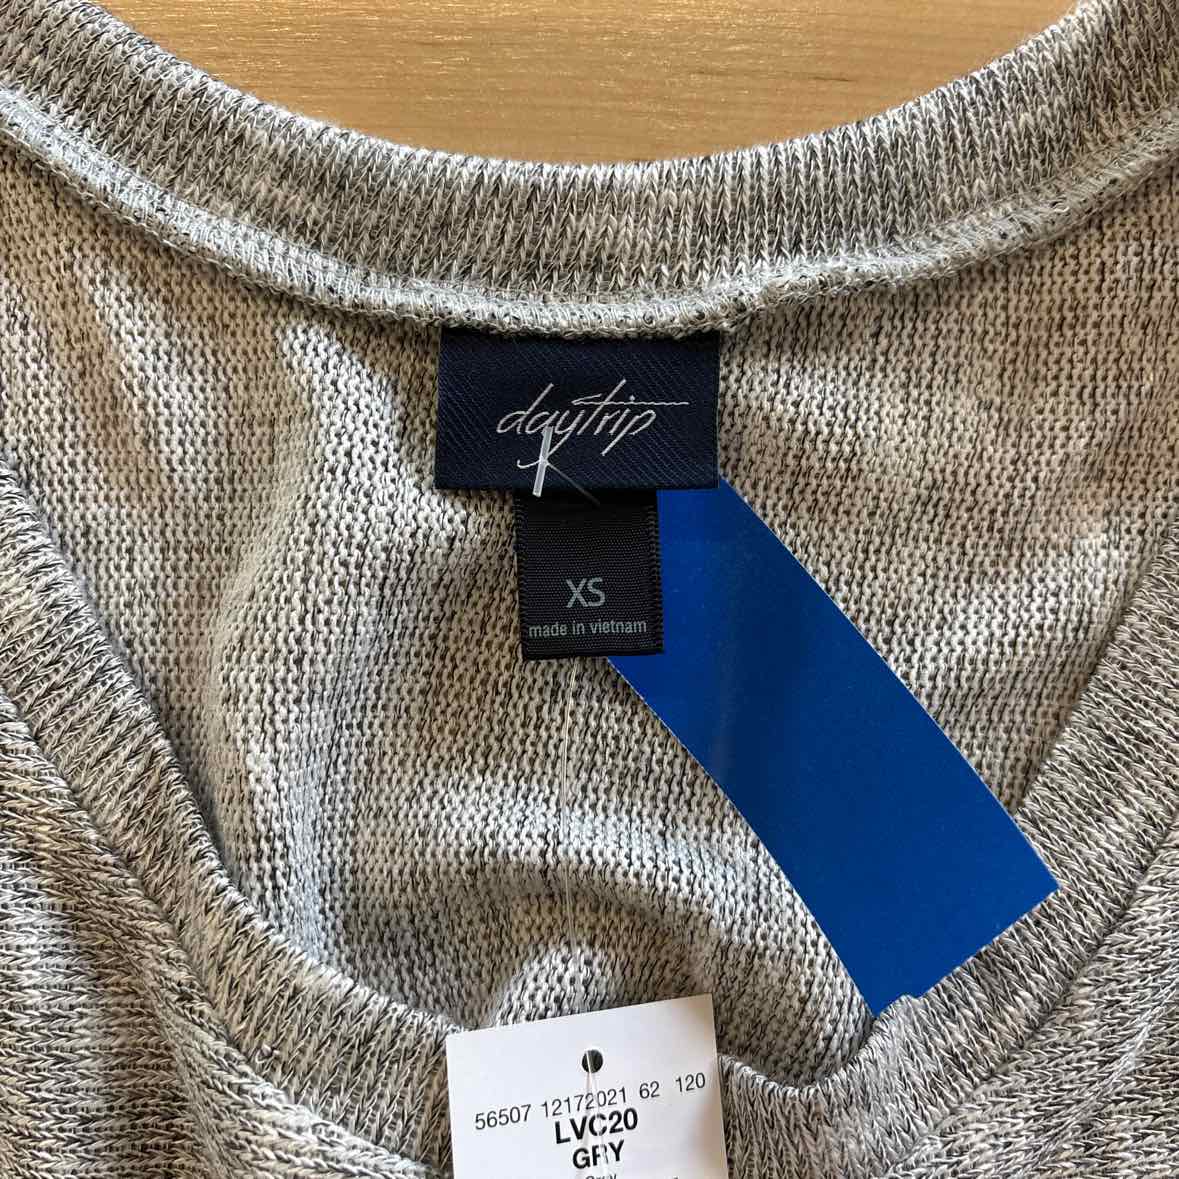 daytrip
XS
made in vietnam
56507 12172021 62 120
LVC20
GRY